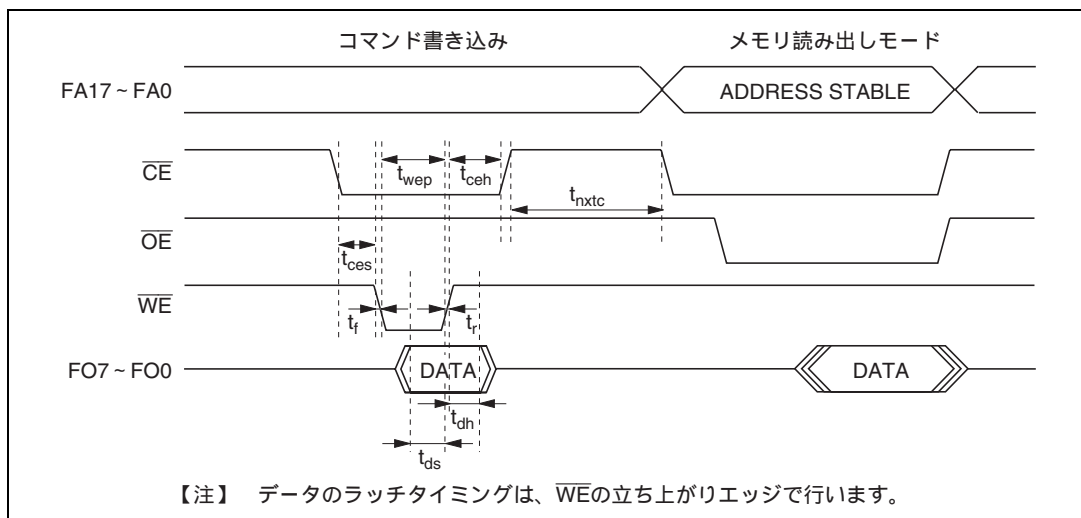 コマンド書き込み メモリ読み出しモード
FA17～FA0 ADDRESS STABLE
CE
twep tceh
tnxtc
OE
tces
WE
tf tr
FO7～FO0 DATA DATA
tdh
tds
【注】 データのラッチタイミングは、WEの立ち上がりエッジで行います。